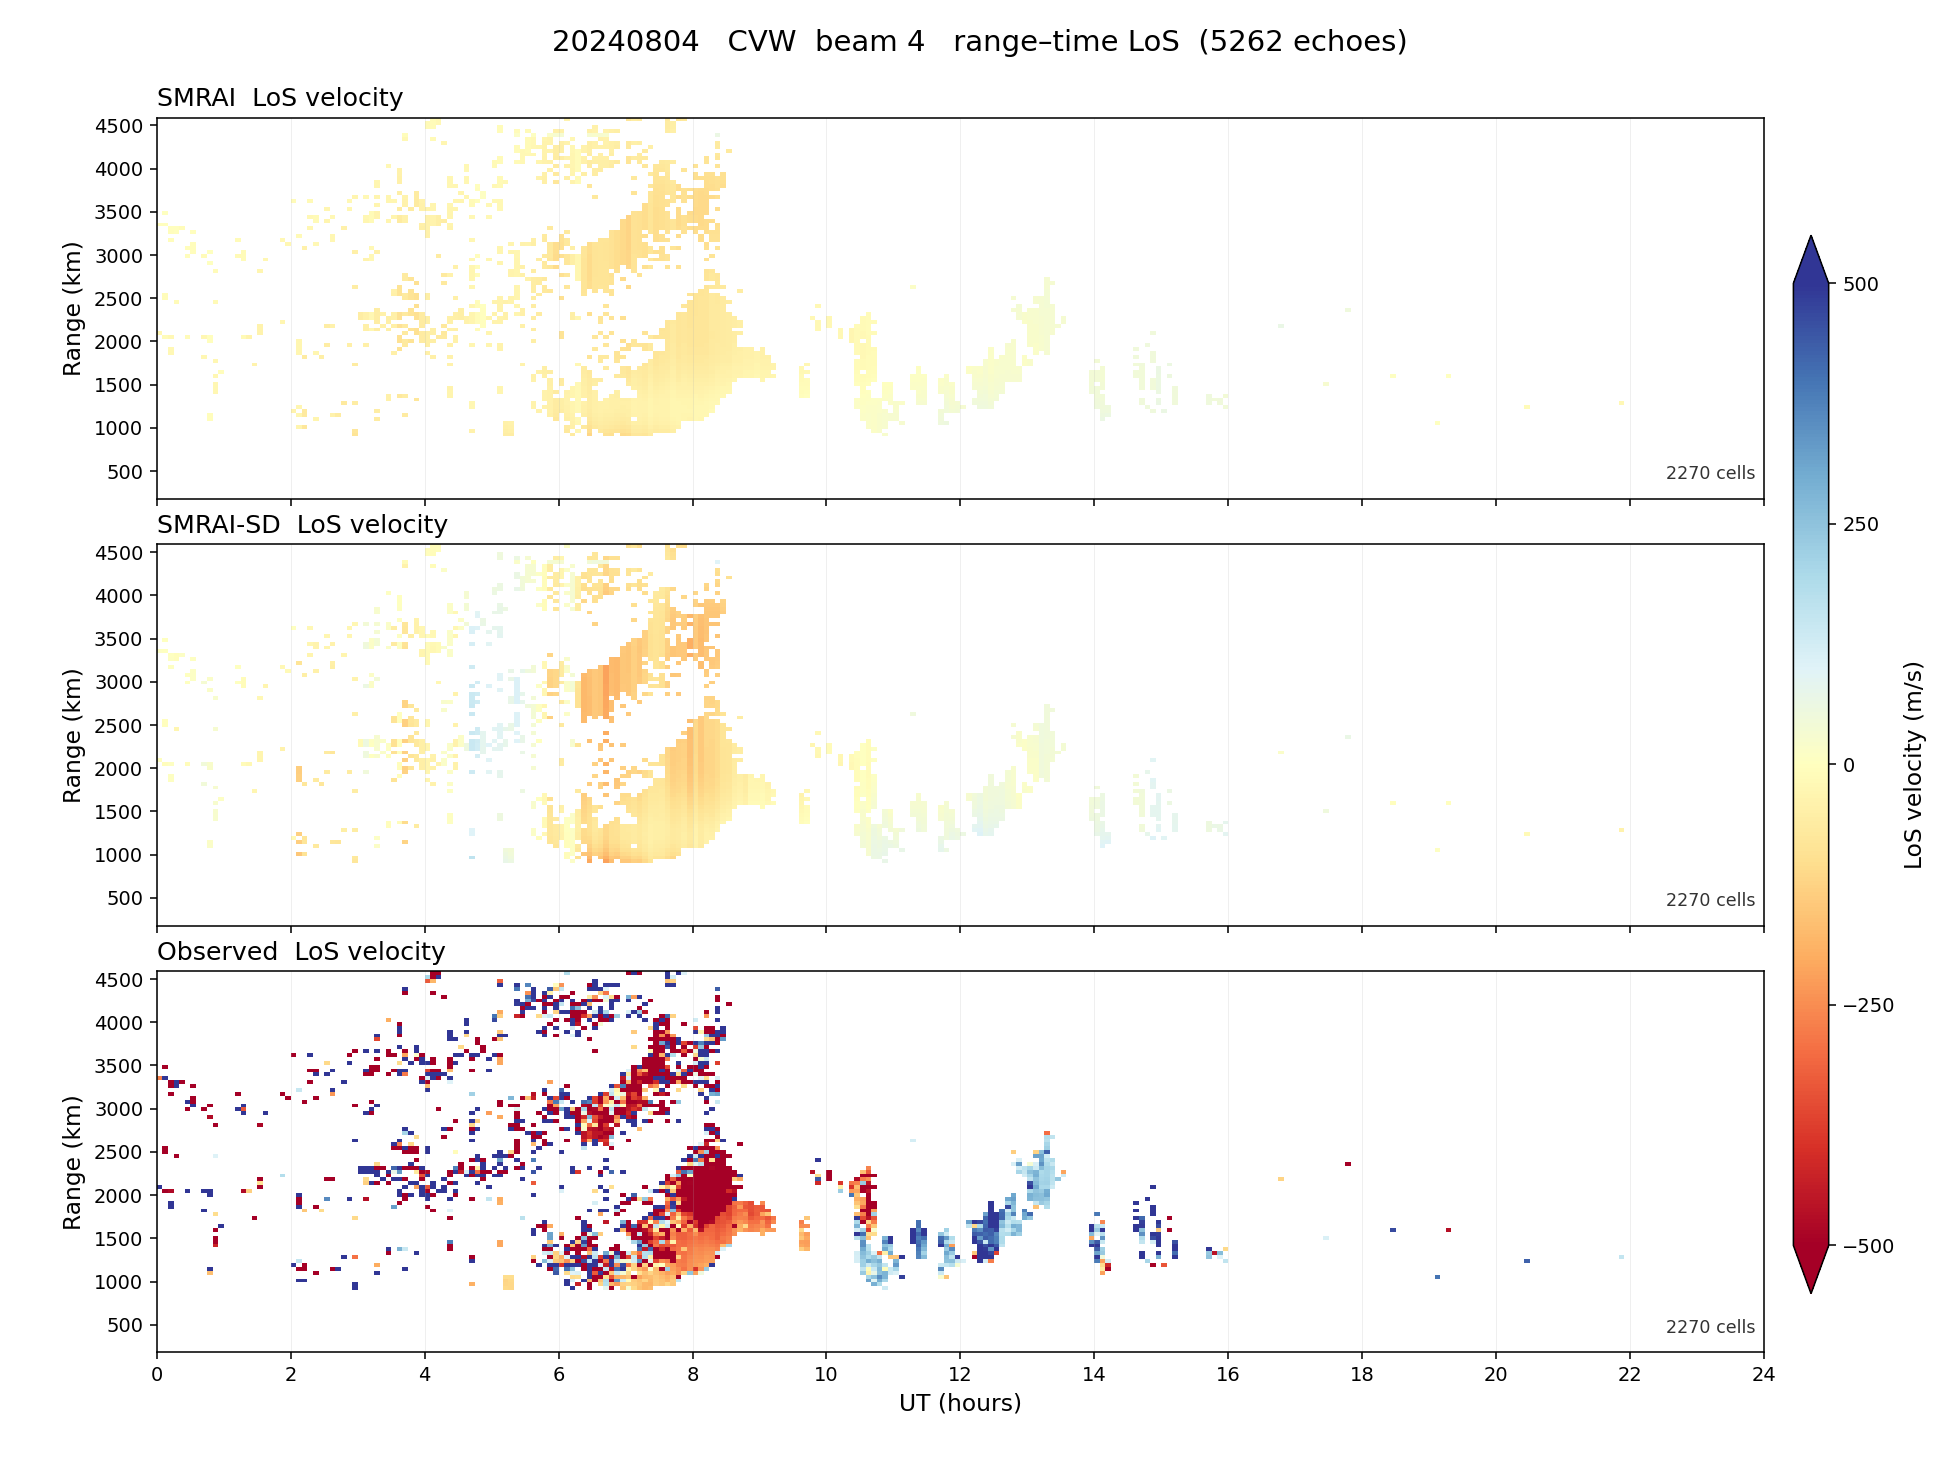 20240804   CVW  beam 4   range–time LoS  (5262 echoes)
SMRAI  LoS velocity
4500
4000
3500
3000
2500
2000
1500
1000
500
Range (km)
2270 cells
SMRAI-SD  LoS velocity
4500
4000
3500
3000
2500
2000
1500
1000
500
Range (km)
2270 cells
Observed  LoS velocity
4500
4000
3500
3000
2500
2000
1500
1000
500
Range (km)
2270 cells
0 2 4 6 8 10 12 14 16 18 20 22 24
UT (hours)
500
250
0
−250
−500
LoS velocity (m/s)